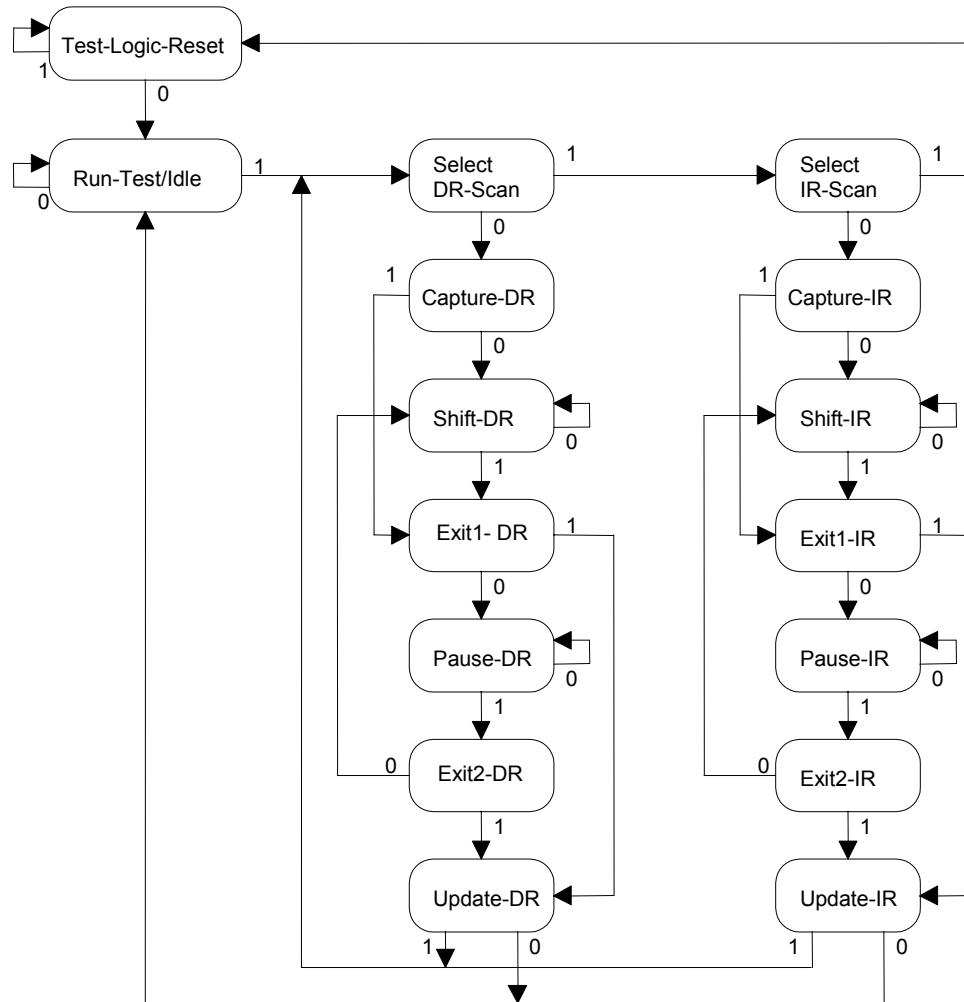 Test-Logic-Reset
1
0
Run-Test/Idle
0
1
Select
DR-Scan
1
0
Select
IR-Scan
1
0
1
Capture-DR
0
1
Capture-IR
0
Shift-DR
0
1
Shift-IR
0
1
Exit1- DR
1
0
Exit1-IR
1
0
Pause-DR
0
1
Pause-IR
0
1
0
Exit2-DR
1
0
Exit2-IR
1
Update-DR
1
0
Update-IR
1
0